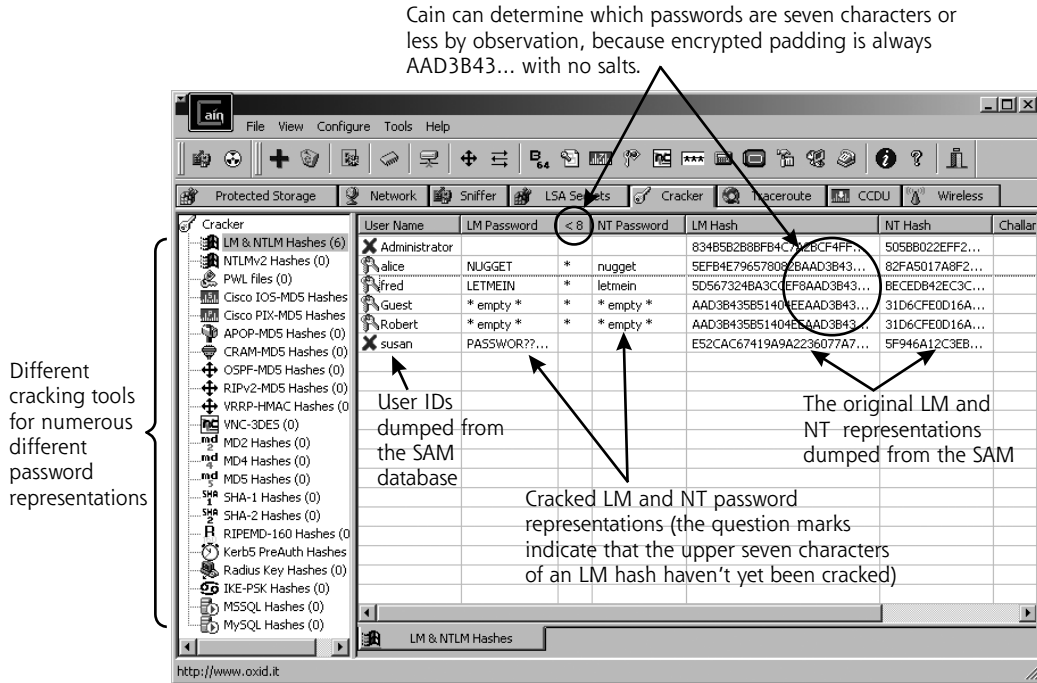 Cain can determine which passwords are seven characters or
less by observation, because encrypted padding is always
AAD3B43... with no salts.
aín
File View Configure Tools Help
B64
nc
***
Protected Storage Network Sniffer LSA Secrets Cracker Traceroute CCDU Wireless
Cracker
LM & NTLM Hashes (6)
NTLMv2 Hashes (0)
PWL files (0)
Cisco IOS-MD5 Hashes
Cisco PIX-MD5 Hashes
APOP-MD5 Hashes (0)
CRAM-MD5 Hashes (0)
OSPF-MD5 Hashes (0)
RIPv2-MD5 Hashes (0)
VRRP-HMAC Hashes (0
VNC-3DES (0)
MD2 Hashes (0)
MD4 Hashes (0)
MD5 Hashes (0)
SHA-1 Hashes (0)
SHA-2 Hashes (0)
RIPEMD-160 Hashes (0
Kerb5 PreAuth Hashes
Radius Key Hashes (0)
IKE-PSK Hashes (0)
MSSQL Hashes (0)
MySQL Hashes (0)
User Name LM Password < 8 NT Password LM Hash NT Hash Challan
Administrator 834B5B2B8BFB4C7A2BCF4FF... 505BB022EFF2...
alice NUGGET * nugget 5EFB4E796578082BAAD3B43... 82FA5017A8F2...
fred LETMEIN * letmein 5D567324BA3CCEF8AAD3B43... BECEDB42EC3C...
Guest * empty * * * empty * AAD3B435B51404EEAAD3B43... 31D6CFE0D16A...
Robert * empty * * * empty * AAD3B435B51404EEAAD3B43... 31D6CFE0D16A...
susan PASSWOR??... E52CAC67419A9A2236077A7... 5F946A12C3EB...
Different
cracking tools
for numerous
different
password
representations
User IDs
dumped from
the SAM
database
The original LM and
NT representations
dumped from the SAM
Cracked LM and NT password
representations (the question marks
indicate that the upper seven characters
of an LM hash haven't yet been cracked)
LM & NTLM Hashes
http://www.oxid.it